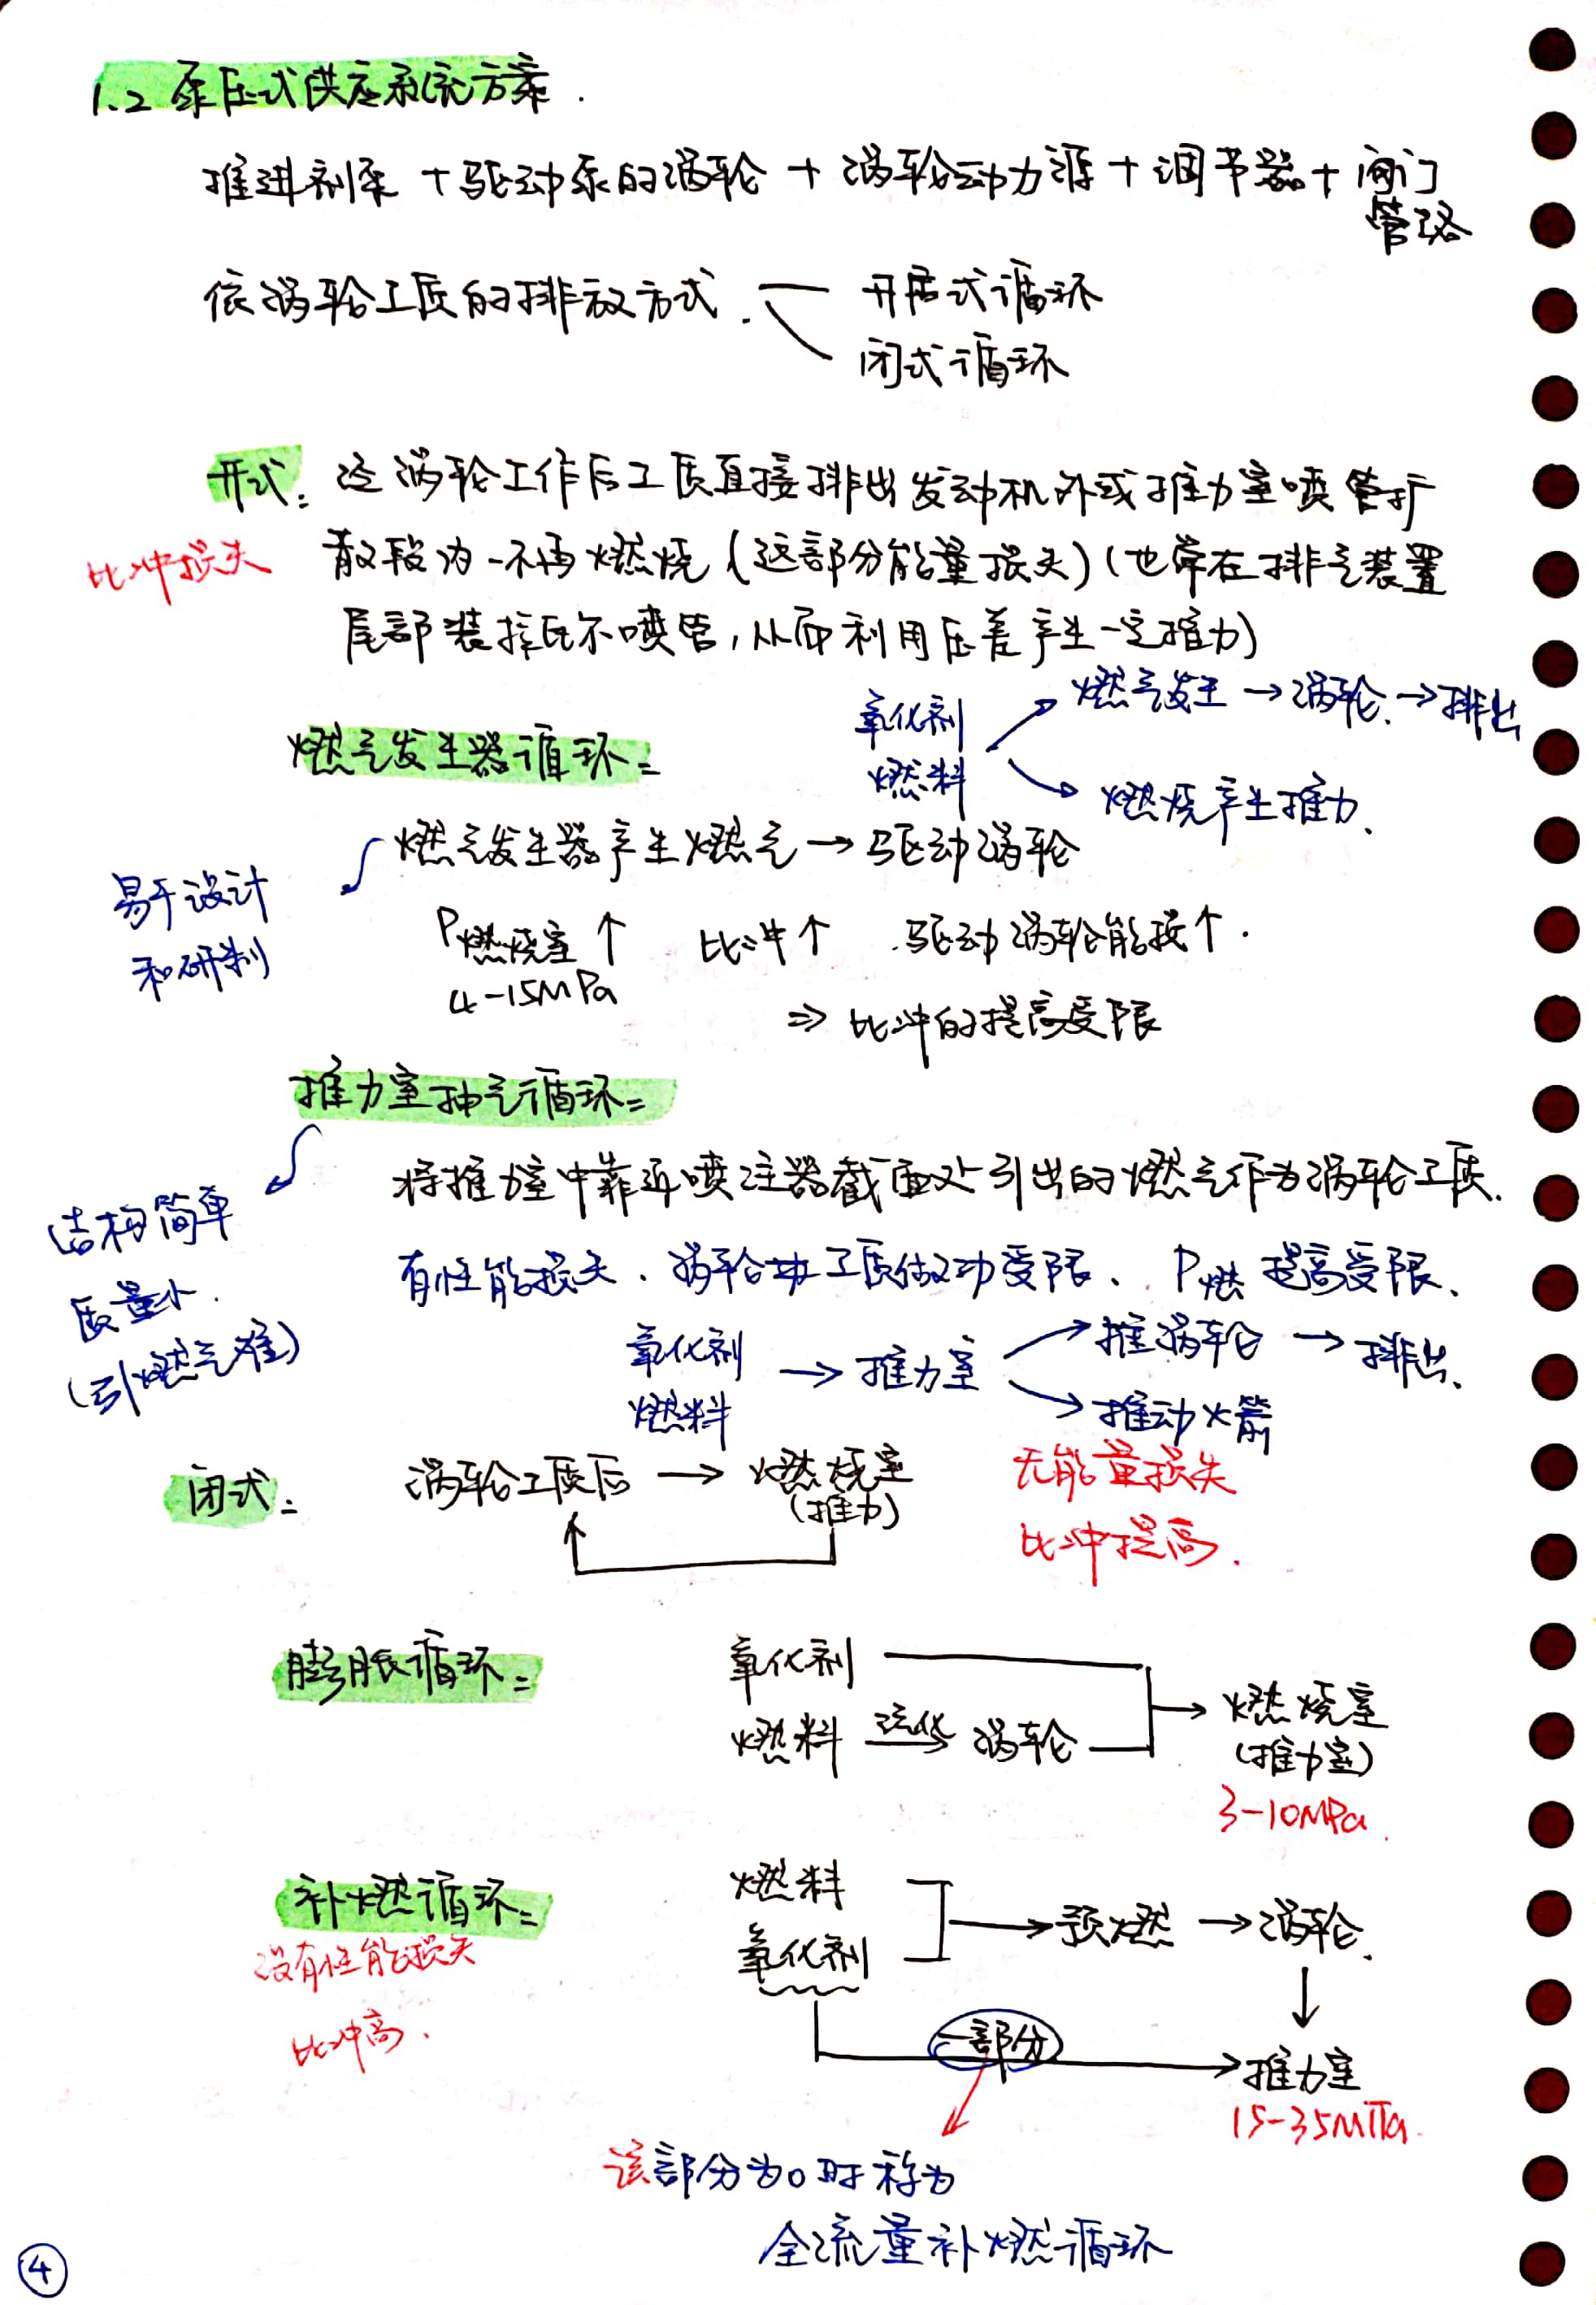 1.2 泵压式供应系统方案.
推进剂泵 + 驱动泵的涡轮 + 涡轮动力源 + 调节器 + 阀门
管路
依涡轮工质的排放方式. 开启式循环
闭式循环
开式: 这涡轮工作后工质直接排出发动机外或推力室喷管扩
比冲损失
散段内-不再燃烧(这部分能量损失)(也常在排气装置
尾部装接瓦尔喷管,从而利用压差产生一定推力)
氧化剂
燃料
燃气发生→涡轮.→排出
燃烧产生推力.
燃气发生器循环:
燃气发生器产生燃气→驱动涡轮
易于设计
和研制
P燃烧室↑ 比冲↑ .驱动涡轮能损↑.
4-15MPa
⇒ 比冲的提高受限
推力室抽气循环:
将推力室中靠近喷注器截面处引出的燃气作为涡轮工质.
结构简单
质量小.
(引燃气难)
有性能损失、涡轮工质做功受限、P燃提高受限、
氧化剂
燃料
→推力室
推涡轮→排出、
推动火箭
闭式: 涡轮工质后→燃烧室
(推力)
无能量损失
比冲提高.
膨胀循环: 氧化剂
燃料 涡轮
燃烧室
(推力室)
3-10MPa.
补燃循环:
没有性能损失
比冲高.
燃料
氧化剂
→预燃→涡轮.
↓
一部分
→推力室
15-35MPa.
该部分为0时称为
全流量补燃循环
④